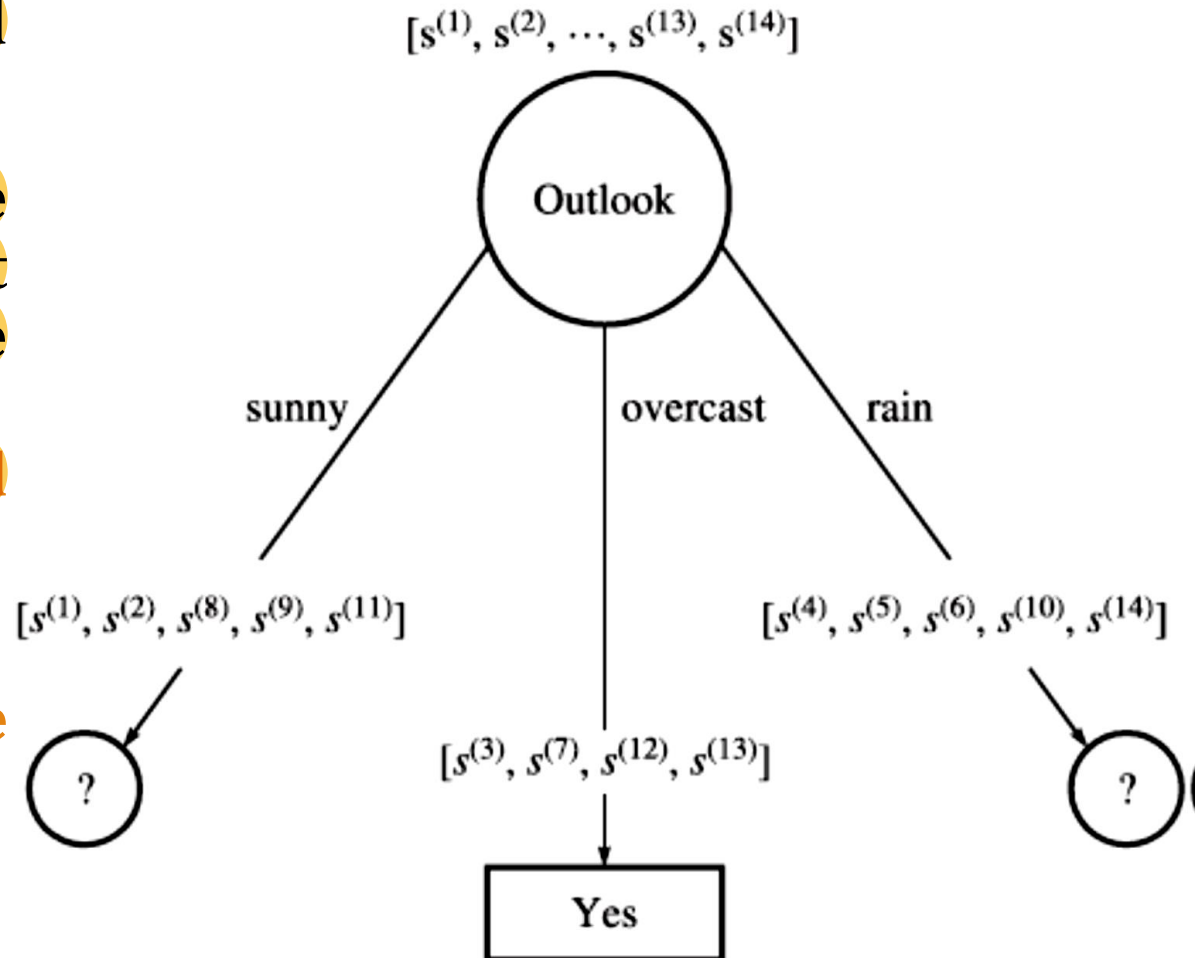 [s⁽¹⁾, s⁽²⁾, ⋯, s⁽¹³⁾, s⁽¹⁴⁾]
Outlook
sunny
overcast
rain
[s⁽¹⁾, s⁽²⁾, s⁽⁸⁾, s⁽⁹⁾, s⁽¹¹⁾]
[s⁽⁴⁾, s⁽⁵⁾, s⁽⁶⁾, s⁽¹⁰⁾, s⁽¹⁴⁾]
[s⁽³⁾, s⁽⁷⁾, s⁽¹²⁾, s⁽¹³⁾]
?
?
Yes